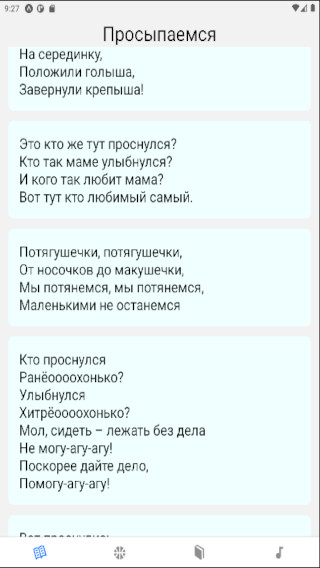 9:27
Просыпаемся
На серединку,
Положили голыша,
Завернули крепыша!
Это кто же тут проснулся?
Кто так маме улыбнулся?
И кого так любит мама?
Вот тут кто любимый самый.
Потягушечки, потягушечки,
От носочков до макушечки,
Мы потянемся, мы потянемся,
Маленькими не останемся
Кто проснулся
Ранёоооохонько?
Улыбнулся
Хитрёоооохонько?
Мол, сидеть – лежать без дела
Не могу-агу-агу!
Поскорее дайте дело,
Помогу-агу-агу!